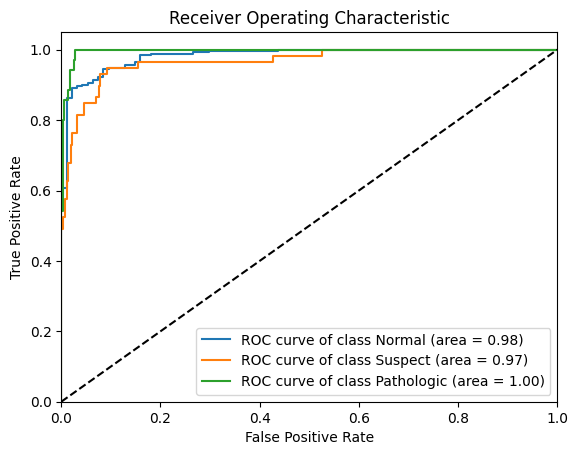 Receiver Operating Characteristic
True Positive Rate
1.0
0.8
0.6
0.4
0.2
0.0
ROC curve of class Normal (area = 0.98)
ROC curve of class Suspect (area = 0.97)
ROC curve of class Pathologic (area = 1.00)
0.0 0.2 0.4 0.6 0.8 1.0
False Positive Rate